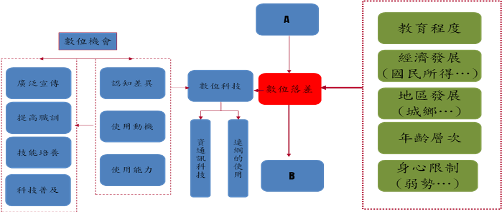 數位機會
廣泛宣傳
提高職訓
技能培養
科技普及
認知差異
使用動機
使用能力
數位科技
資通訊科技
連網的使用
A
數位落差
B
教育程度
經濟發展
(國民所得…)
地區發展
(城鄉…)
年齡層次
身心限制
(弱勢…)